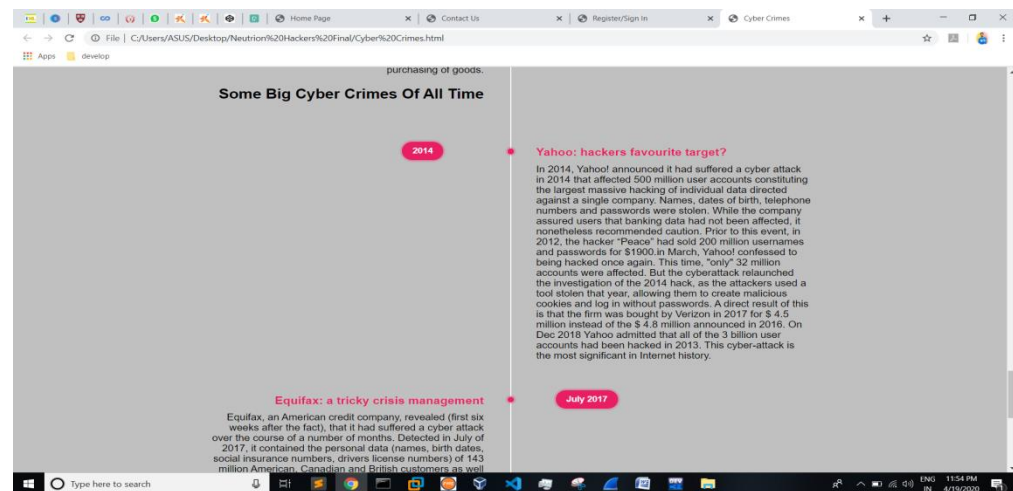 Home Page
Contact Us
Register/Sign In
Cyber Crimes
File | C:/Users/ASUS/Desktop/Neutrion%20Hackers%20Final/Cyber%20Crimes.html
Apps
develop
purchasing of goods.
Some Big Cyber Crimes Of All Time
2014
Yahoo: hackers favourite target?
In 2014, Yahoo! announced it had suffered a cyber attack
in 2014 that affected 500 million user accounts constituting
the largest massive hacking of individual data directed
against a single company. Names, dates of birth, telephone
numbers and passwords were stolen. While the company
assured users that banking data had not been affected, it
nonetheless recommended caution. Prior to this event, in
2012, the hacker “Peace” had sold 200 million usernames
and passwords for $1900.in March, Yahoo! confessed to
being hacked once again. This time, "only" 32 million
accounts were affected. But the cyberattack relaunched
the investigation of the 2014 hack, as the attackers used a
tool stolen that year, allowing them to create malicious
cookies and log in without passwords. A direct result of this
is that the firm was bought by Verizon in 2017 for $ 4.5
million instead of the $ 4.8 million announced in 2016. On
Dec 2018 Yahoo admitted that all of the 3 billion user
accounts had been hacked in 2013. This cyber-attack is
the most significant in Internet history.
Equifax: a tricky crisis management
July 2017
Equifax, an American credit company, revealed (first six
weeks after the fact), that it had suffered a cyber attack
over the course of a number of months. Detected in July of
2017, it contained the personal data (names, birth dates,
social insurance numbers, drivers license numbers) of 143
million American, Canadian and British customers as well
Type here to search
ENG
IN
11:54 PM
4/19/2020